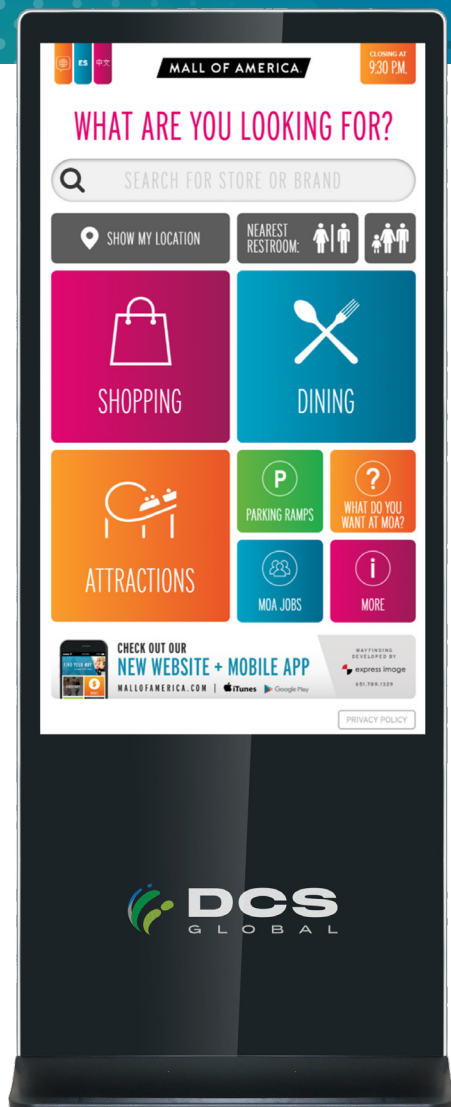 ES
中文
MALL OF AMERICA
CLOSING AT
9:30 P.M.
WHAT ARE YOU LOOKING FOR?
SEARCH FOR STORE OR BRAND
SHOW MY LOCATION
NEAREST
RESTROOM:
SHOPPING
DINING
ATTRACTIONS
P
PARKING RAMPS
?
WHAT DO YOU
WANT AT MOA?
MOA JOBS
i
MORE
FIND YOUR WAY
CHECK OUT OUR
NEW WEBSITE + MOBILE APP
MALLOFAMERICA.COM | iTunes Google Play
WAYFINDING
DEVELOPED BY
express image
651.789.1329
PRIVACY POLICY
DCS
GLOBAL